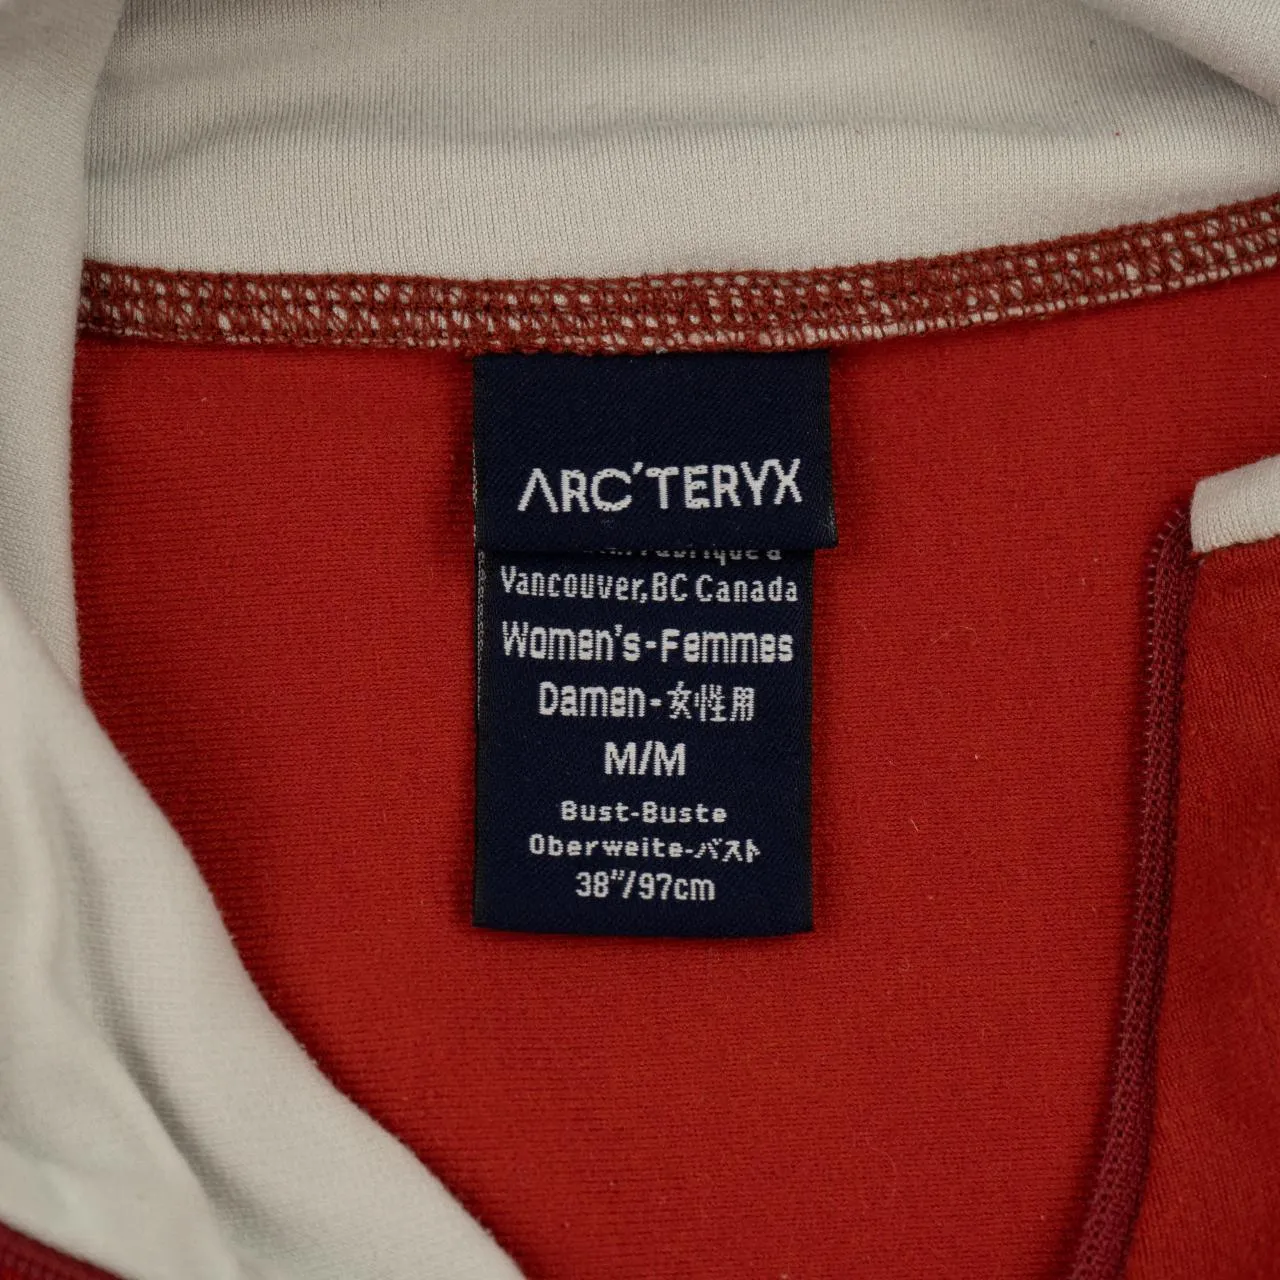 ARC'TERYX
Fabrique à
Vancouver, BC Canada
Women's-Femmes
Damen-女性用
M/M
Bust-Buste
Oberweite-バスト
38"/97cm